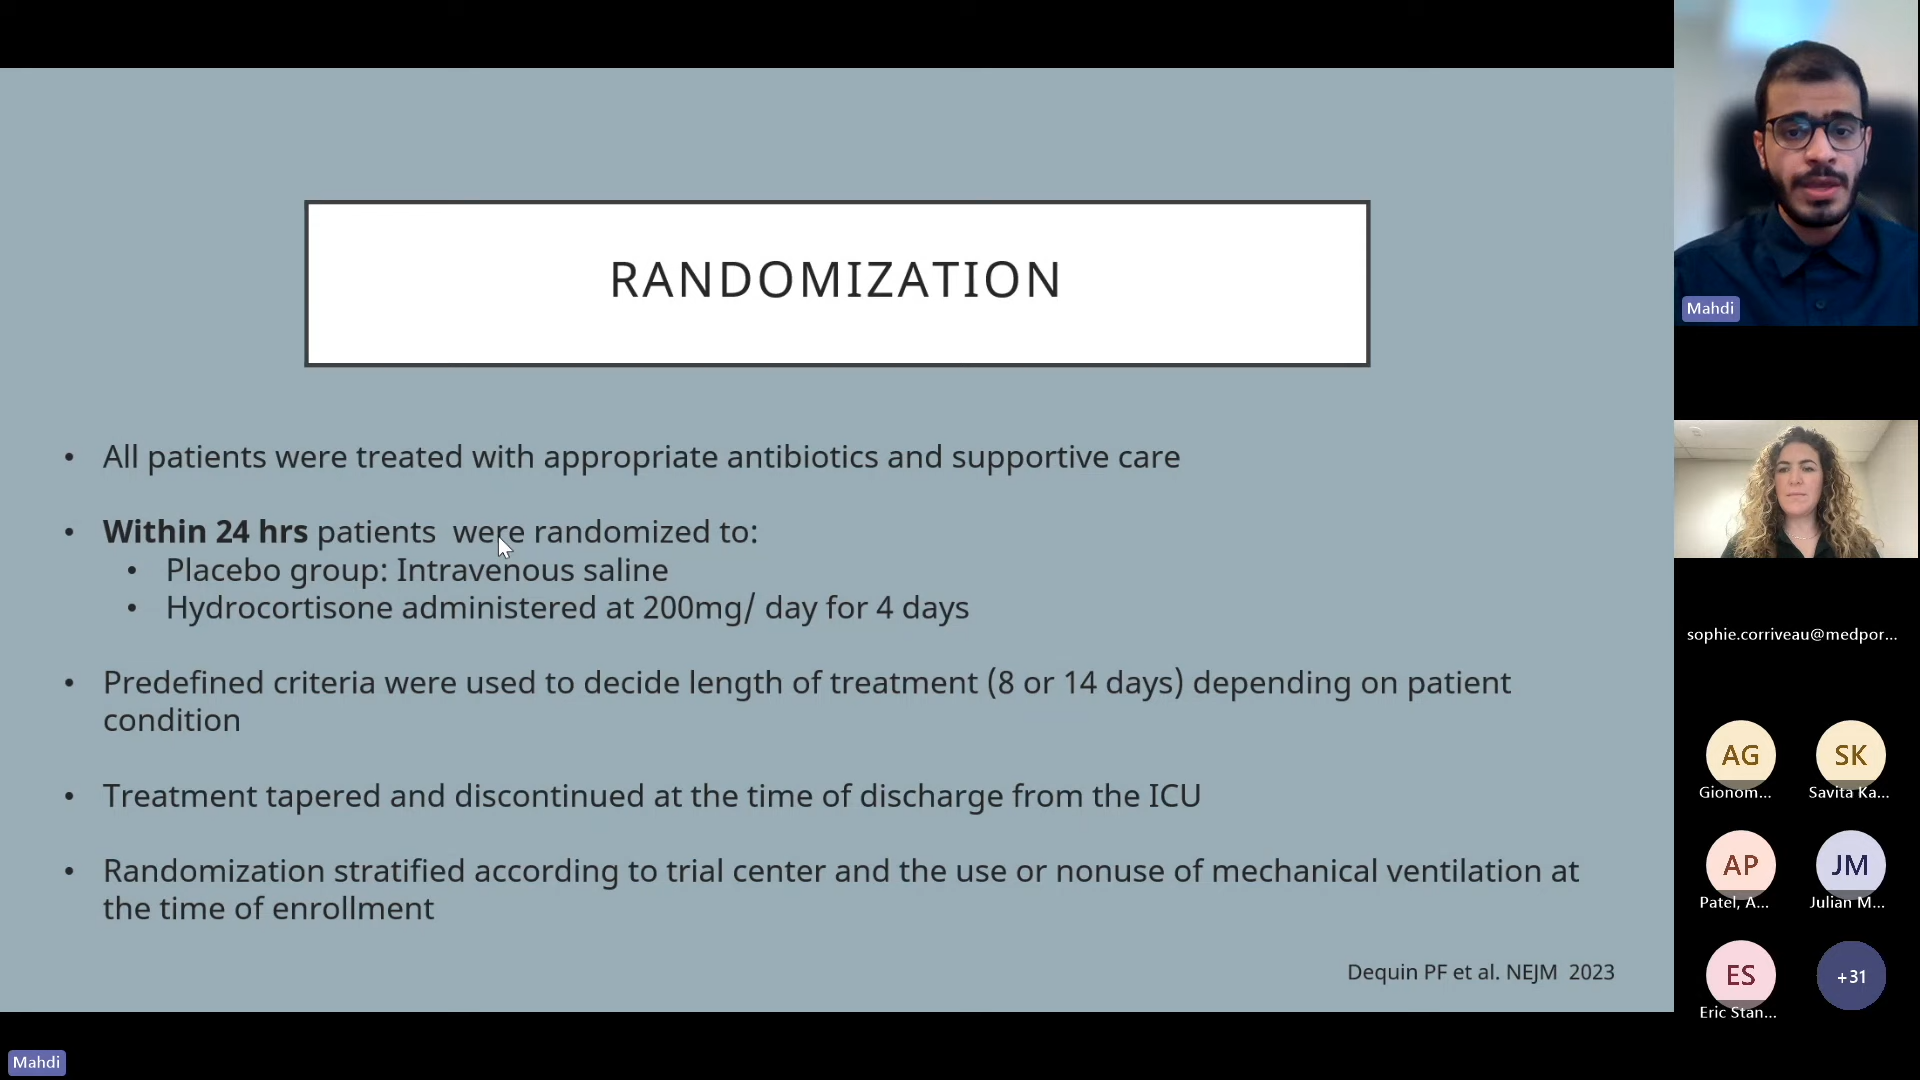 RANDOMIZATION
• All patients were treated with appropriate antibiotics and supportive care
• Within 24 hrs patients  were randomized to:
• Placebo group: Intravenous saline
• Hydrocortisone administered at 200mg/ day for 4 days
• Predefined criteria were used to decide length of treatment (8 or 14 days) depending on patient
condition
• Treatment tapered and discontinued at the time of discharge from the ICU
• Randomization stratified according to trial center and the use or nonuse of mechanical ventilation at
the time of enrollment
Dequin PF et al. NEJM  2023
Mahdi
Mahdi
sophie.corriveau@medpor...
AG
SK
Gionom...
Savita Ka...
AP
JM
Patel, A...
Julian M...
ES
+31
Eric Stan...